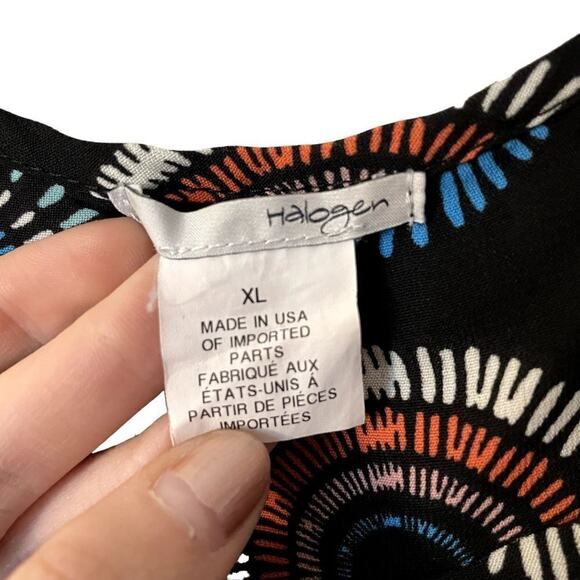 Halogen
XL
MADE IN USA
OF IMPORTED
PARTS
FABRIQUÉ AUX
ÉTATS-UNIS À
PARTIR DE PIÈCES
IMPORTÉES